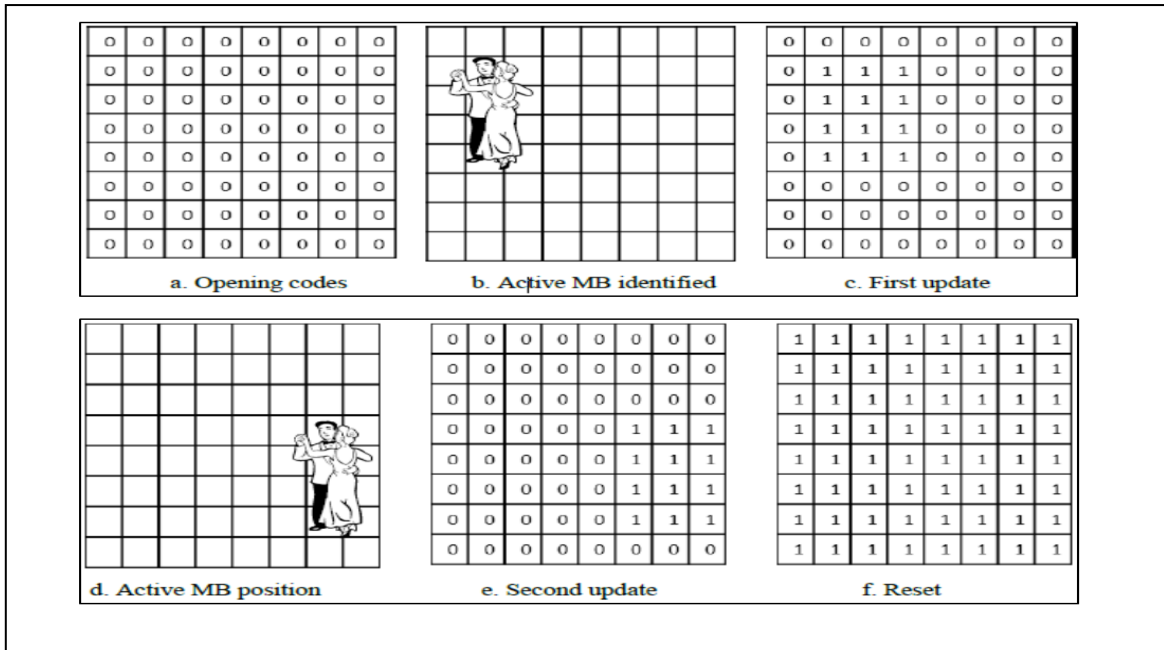 0 0 0 0 0 0 0 0
0 0 0 0 0 0 0 0
0 0 0 0 0 0 0 0
0 0 0 0 0 0 0 0
0 0 0 0 0 0 0 0
0 0 0 0 0 0 0 0
0 0 0 0 0 0 0 0
0 0 0 0 0 0 0 0
a. Opening codes
b. Active MB identified
0 0 0 0 0 0 0 0
0 1 1 1 0 0 0 0
0 1 1 1 0 0 0 0
0 1 1 1 0 0 0 0
0 1 1 1 0 0 0 0
0 0 0 0 0 0 0 0
0 0 0 0 0 0 0 0
0 0 0 0 0 0 0 0
c. First update
d. Active MB position
0 0 0 0 0 0 0 0
0 0 0 0 0 0 0 0
0 0 0 0 0 0 0 0
0 0 0 0 0 1 1 1
0 0 0 0 0 1 1 1
0 0 0 0 0 1 1 1
0 0 0 0 0 1 1 1
0 0 0 0 0 0 0 0
e. Second update
1 1 1 1 1 1 1 1
1 1 1 1 1 1 1 1
1 1 1 1 1 1 1 1
1 1 1 1 1 1 1 1
1 1 1 1 1 1 1 1
1 1 1 1 1 1 1 1
1 1 1 1 1 1 1 1
1 1 1 1 1 1 1 1
f. Reset